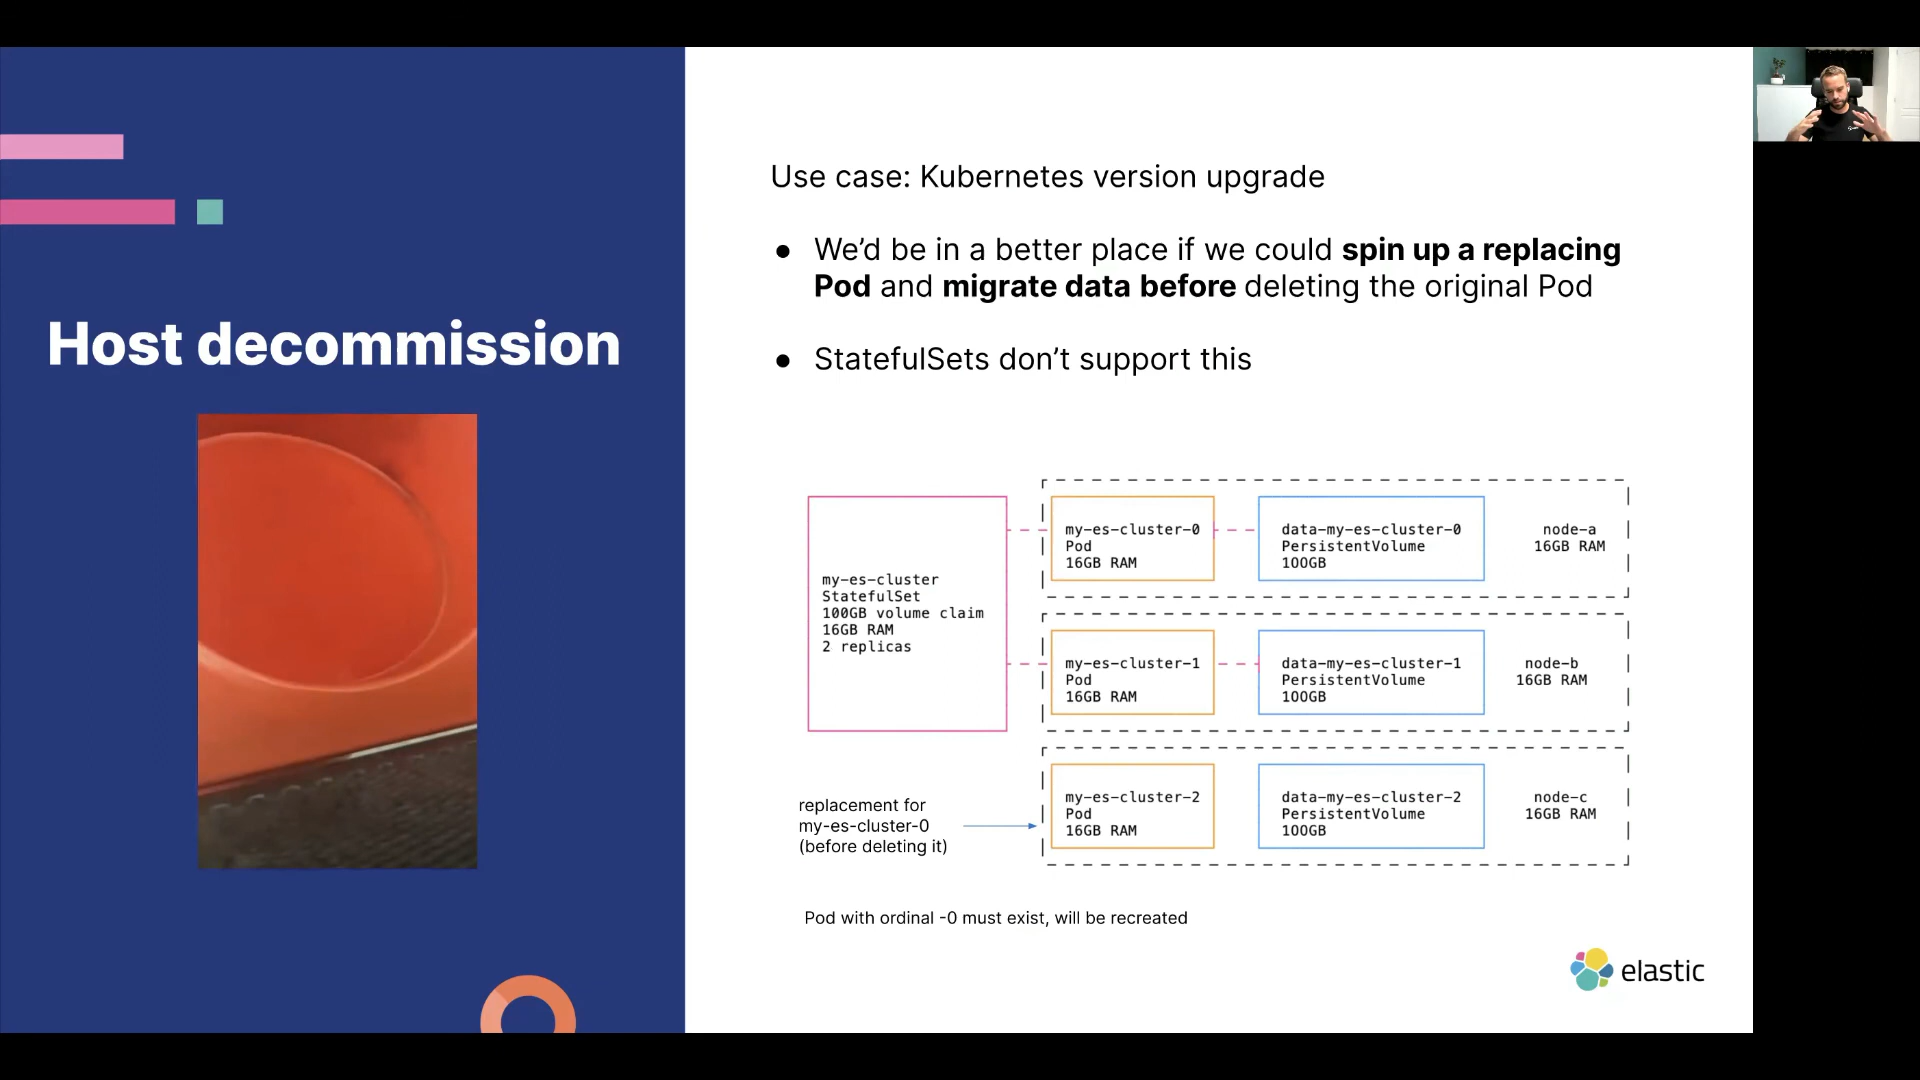 Host decommission
Use case: Kubernetes version upgrade
● We’d be in a better place if we could spin up a replacing
Pod and migrate data before deleting the original Pod
● StatefulSets don’t support this
my-es-cluster
StatefulSet
100GB volume claim
16GB RAM
2 replicas
my-es-cluster-0
Pod
16GB RAM
data-my-es-cluster-0
PersistentVolume
100GB
node-a
16GB RAM
my-es-cluster-1
Pod
16GB RAM
data-my-es-cluster-1
PersistentVolume
100GB
node-b
16GB RAM
replacement for
my-es-cluster-0
(before deleting it)
my-es-cluster-2
Pod
16GB RAM
data-my-es-cluster-2
PersistentVolume
100GB
node-c
16GB RAM
Pod with ordinal -0 must exist, will be recreated
elastic